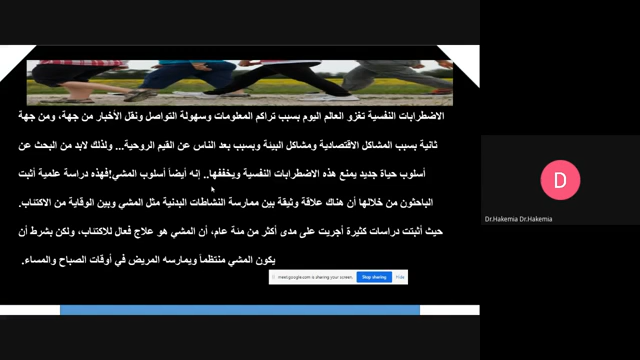 الاضطرابات النفسية تغزو العالم اليوم بسبب تراكم المعلومات وسهولة التواصل ونقل الأخبار من جهة، ومن جهة
ثانية بسبب المشاكل الاقتصادية ومشاكل البيئة وبسبب بعد الناس عن القيم الروحية... ولذلك لابد من البحث عن
أسلوب حياة جديد يمنع هذه الاضطرابات النفسية ويخففها.. إنه أيضاً أسلوب المشي!فهذه دراسة علمية أثبت
الباحثون من خلالها أن هناك علاقة وثيقة بين ممارسة النشاطات البدنية مثل المشي وبين الوقاية من الاكتئاب.
حيث أثبتت دراسات كثيرة أجريت على مدى أكثر من مئة عام، أن المشي هو علاج فعال للاكتئاب، ولكن بشرط أن
يكون المشي منتظماً ويمارسه المريض في أوقات الصباح والمساء.
meet.google.com is sharing your screen. Stop sharing Hide
D
Dr.Hakemia Dr.Hakemia